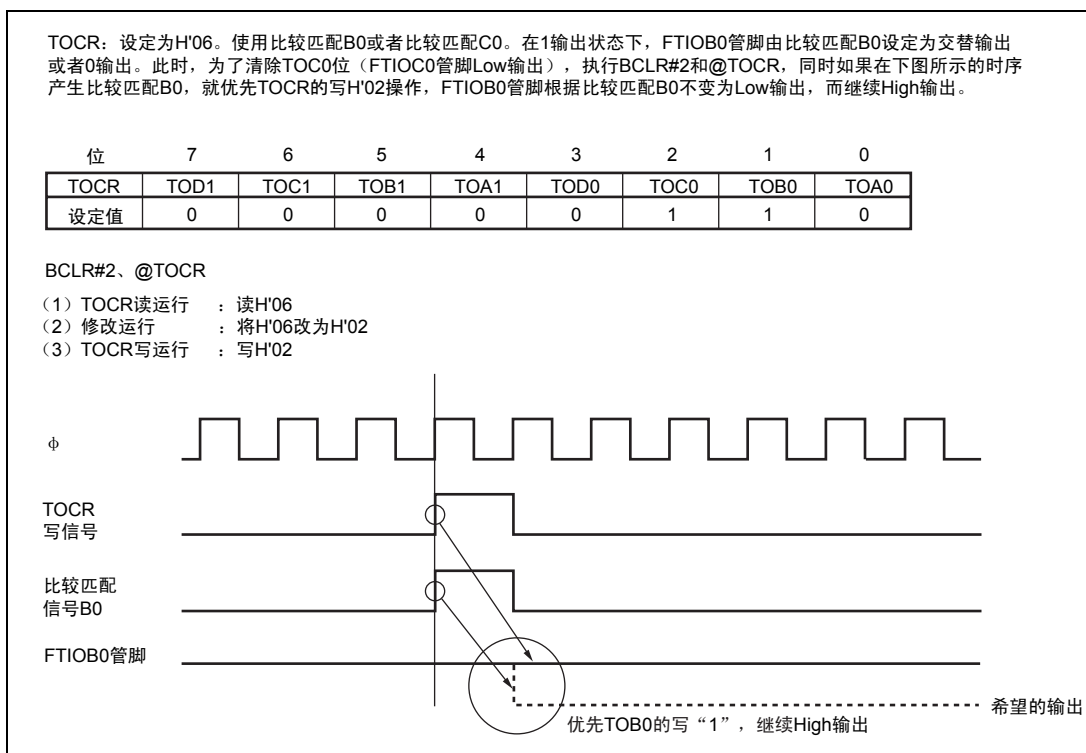 TOCR：设定为H'06。使用比较匹配B0或者比较匹配C0。在1输出状态下，FTIOB0管脚由比较匹配B0设定为交替输出
或者0输出。此时，为了清除TOC0位（FTIOC0管脚Low输出），执行BCLR#2和@TOCR，同时如果在下图所示的时序
产生比较匹配B0，就优先TOCR的写H'02操作，FTIOB0管脚根据比较匹配B0不变为Low输出，而继续High输出。
位 7 6 5 4 3 2 1 0
TOCR TOD1 TOC1 TOB1 TOA1 TOD0 TOC0 TOB0 TOA0
设定值 0 0 0 0 0 1 1 0
BCLR#2、@TOCR
（1）TOCR读运行 ：读H'06
（2）修改运行 ：将H'06改为H'02
（3）TOCR写运行 ：写H'02
ϕ
TOCR
写信号
比较匹配
信号B0
FTIOB0管脚
希望的输出
优先TOB0的写“1”，继续High输出